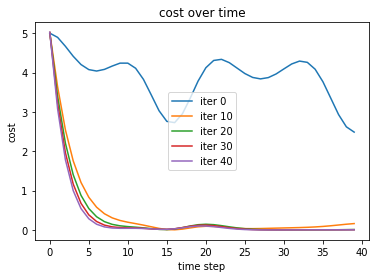 cost over time
cost
5
4
3
2
1
0
iter 0
iter 10
iter 20
iter 30
iter 40
0 5 10 15 20 25 30 35 40
time step